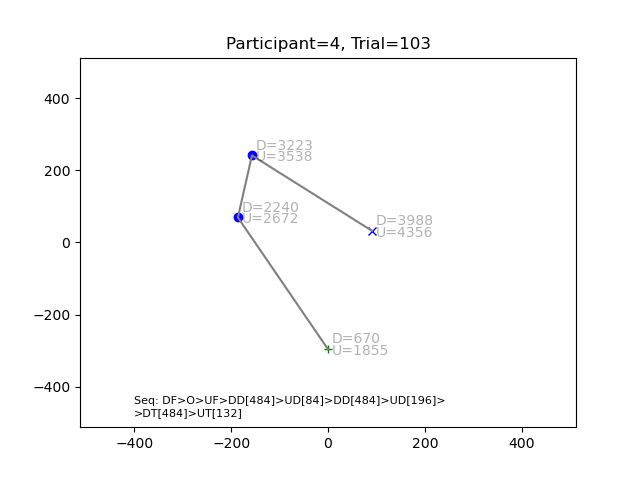 Participant=4, Trial=103
400
200
0
−200
−400
D=3223
U=3538
D=2240
U=2672
D=3988
U=4356
D=670
U=1855
Seq: DF>O>UF>DD[484]>UD[84]>DD[484]>UD[196]>
>DT[484]>UT[132]
−400
−200
0
200
400